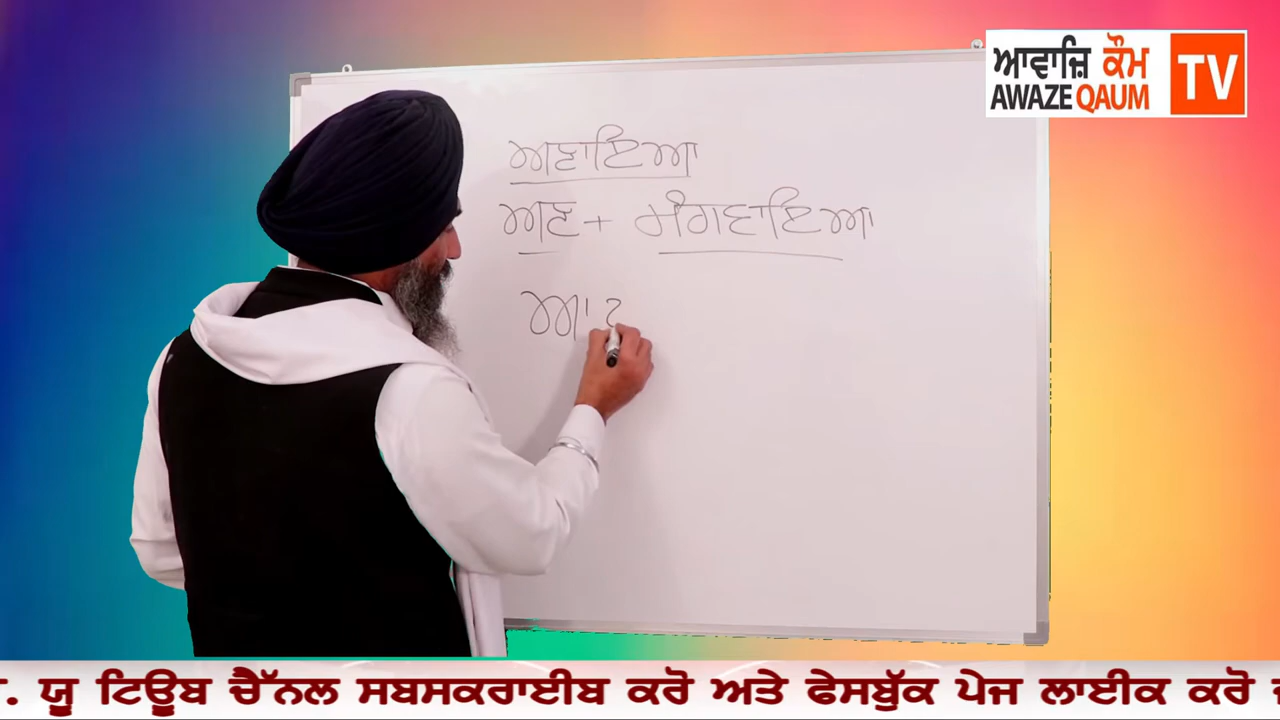 ਆਵਾਜ਼ਿ ਕੌਮ
AWAZE QAUM
TV
ਅਣਾਇਆ
ਅਣ + ਮੰਗਵਾਇਆ
ਆ
. ਯੂ ਟਿਊਬ ਚੈੱਨਲ ਸਬਸਕਰਾਈਬ ਕਰੋ ਅਤੇ ਫੇਸਬੁੱਕ ਪੇਜ ਲਾਈਕ ਕਰੋ